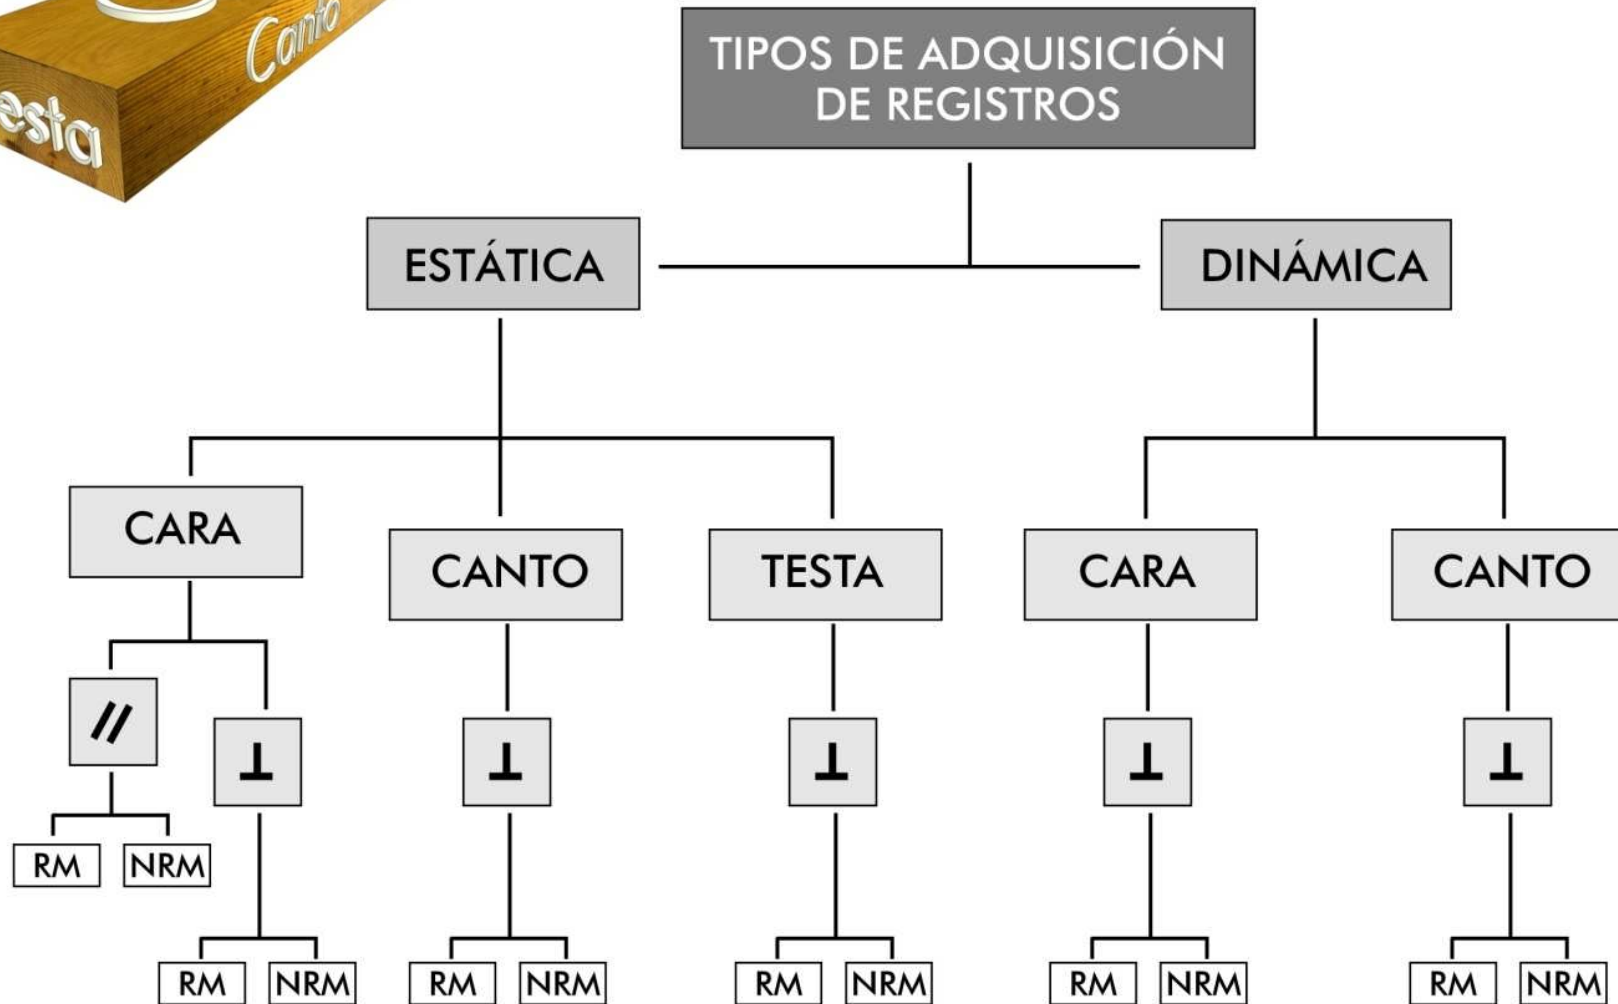 Canto
TIPOS DE ADQUISICIÓN
DE REGISTROS
ESTÁTICA
DINÁMICA
CARA
CANTO
TESTA
CARA
CANTO
//
⊥
⊥
⊥
⊥
⊥
RM
NRM
RM
NRM
RM
NRM
RM
NRM
RM
NRM
RM
NRM